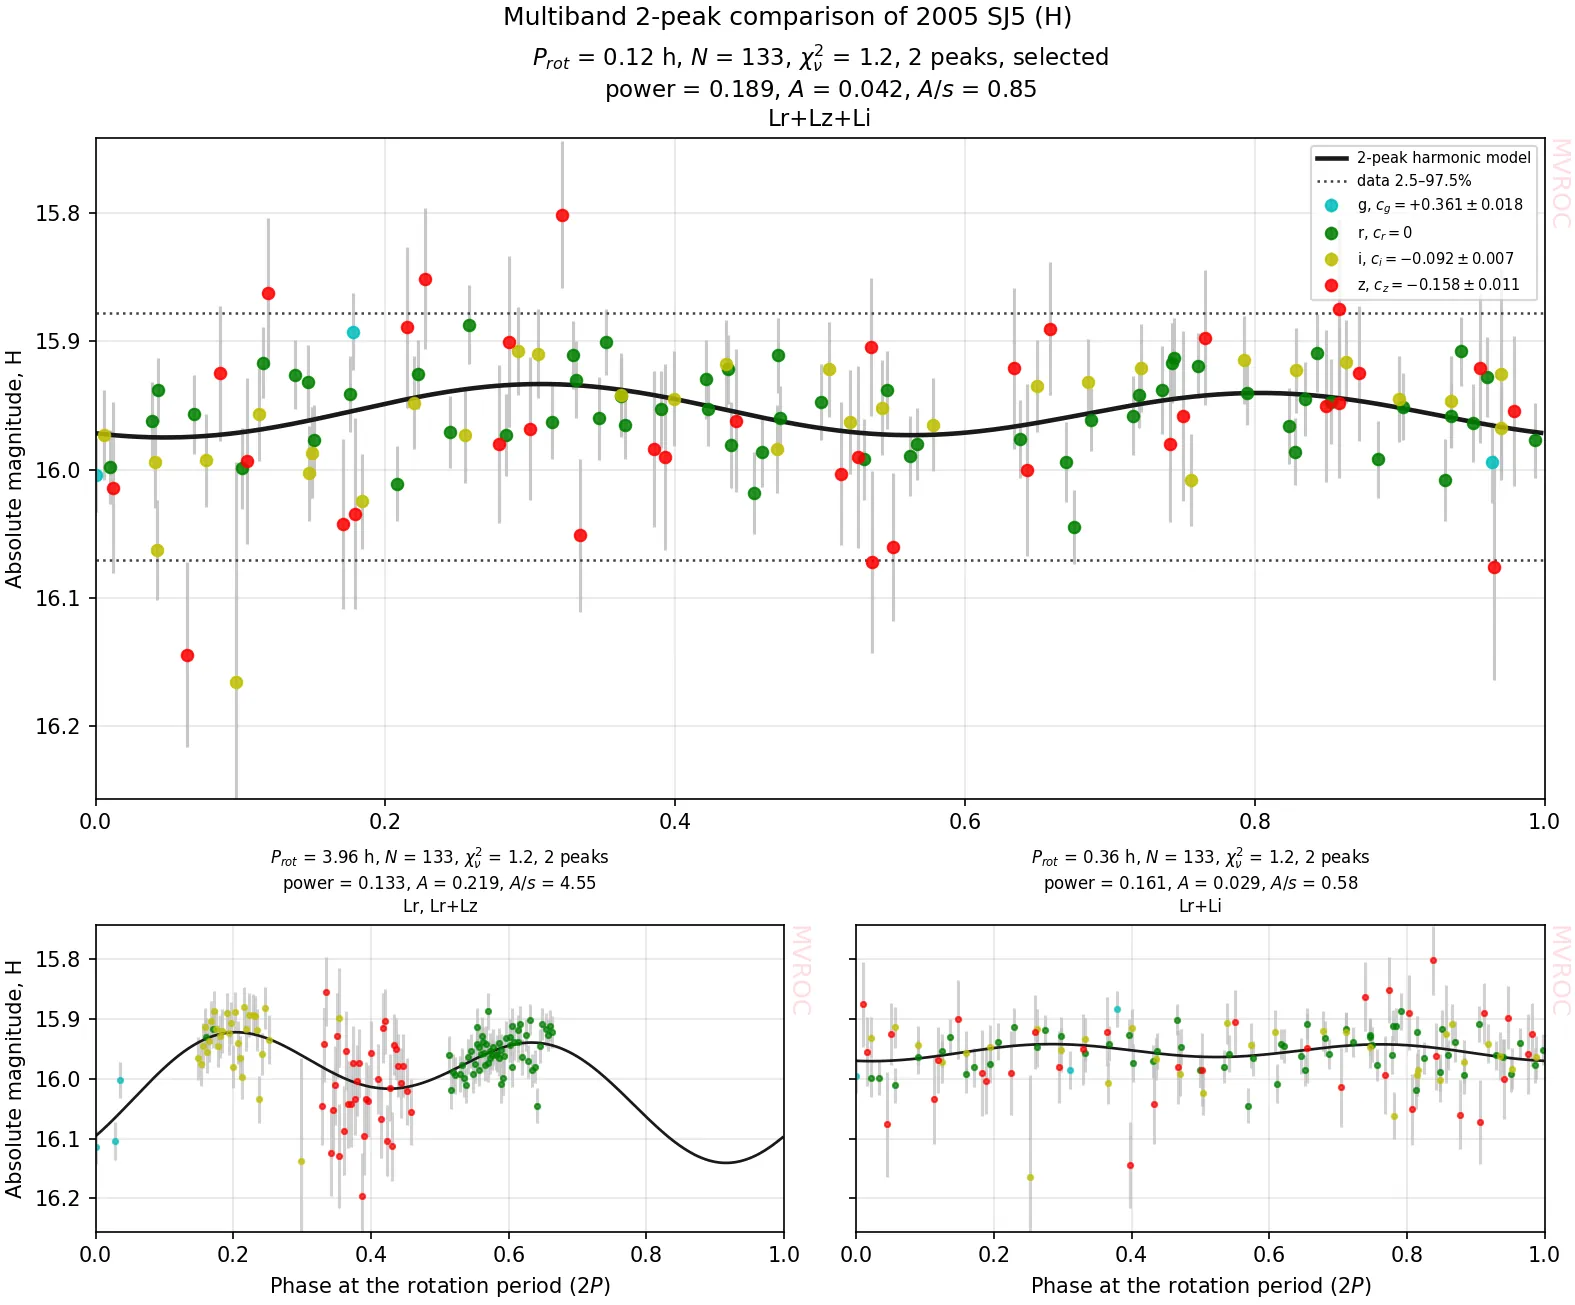 Multiband 2-peak comparison of 2005 SJ5 (H)
P_rot = 0.12 h, N = 133, χ²_ν = 1.2, 2 peaks, selected
power = 0.189, A = 0.042, A/s = 0.85
Lr+Lz+Li
MVROC
2-peak harmonic model
data 2.5–97.5%
g, c_g = +0.361 ± 0.018
r, c_r = 0
i, c_i = −0.092 ± 0.007
z, c_z = −0.158 ± 0.011
Absolute magnitude, H
15.8
15.9
16.0
16.1
16.2
0.0 0.2 0.4 0.6 0.8 1.0
P_rot = 3.96 h, N = 133, χ²_ν = 1.2, 2 peaks
power = 0.133, A = 0.219, A/s = 4.55
Lr, Lr+Lz
MVROC
Absolute magnitude, H
15.8
15.9
16.0
16.1
16.2
0.0 0.2 0.4 0.6 0.8 1.0
Phase at the rotation period (2P)
P_rot = 0.36 h, N = 133, χ²_ν = 1.2, 2 peaks
power = 0.161, A = 0.029, A/s = 0.58
Lr+Li
MVROC
0.0 0.2 0.4 0.6 0.8 1.0
Phase at the rotation period (2P)